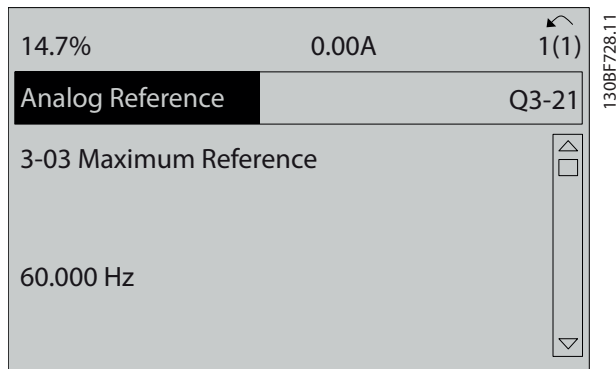 14.7% 0.00A 1(1)
Analog Reference Q3-21
3-03 Maximum Reference
60.000 Hz
130BF728.11